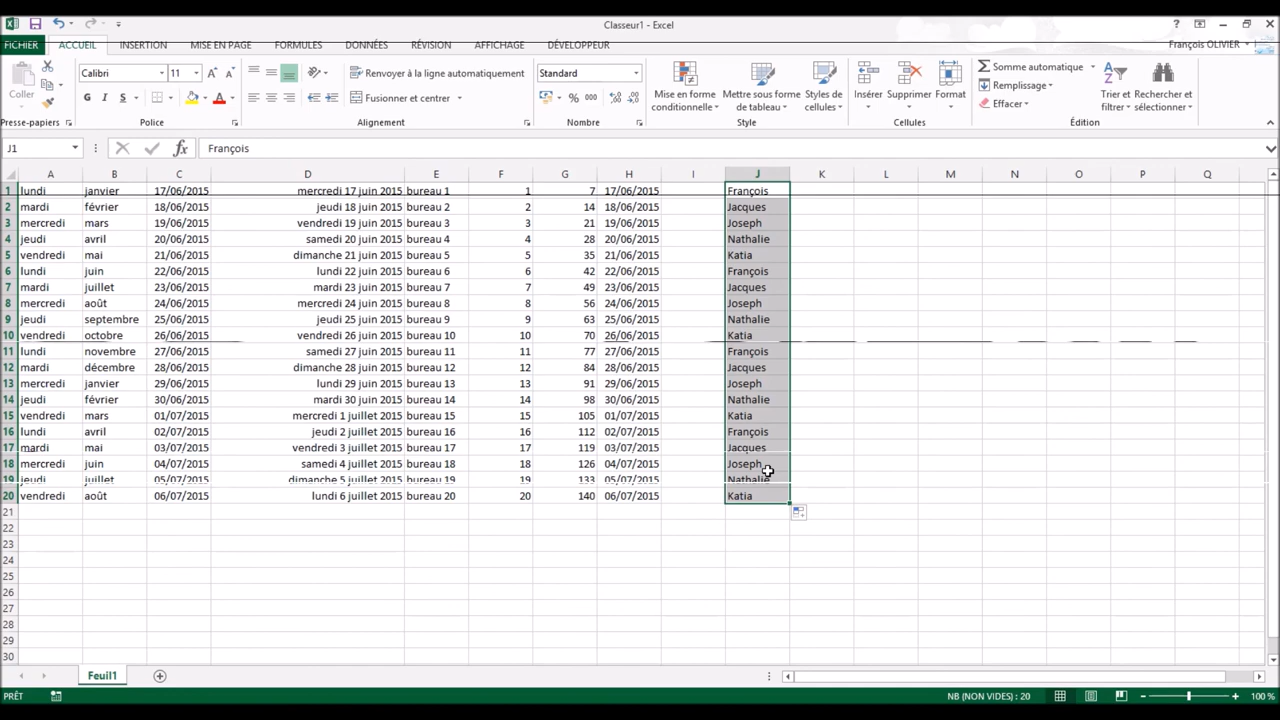 Classeur1 - Excel
FICHIER ACCUEIL INSERTION MISE EN PAGE FORMULES DONNÉES RÉVISION AFFICHAGE DÉVELOPPEUR François OLIVIER
Calibri 11 Renvoyer à la ligne automatiquement Standard Somme automatique
Coller Mise en forme conditionnelle Mettre sous forme de tableau Styles de cellules Insérer Supprimer Format Remplissage Trier et filtrer Rechercher et sélectionner
G I S Fusionner et centrer % 000 Effacer
Presse-papiers Police Alignement Nombre Style Cellules Édition
J1 fx François
A B C D E F G H I J K L M N O P Q
1 lundi janvier 17/06/2015 mercredi 17 juin 2015 bureau 1 1 7 17/06/2015 François
2 mardi février 18/06/2015 jeudi 18 juin 2015 bureau 2 2 14 18/06/2015 Jacques
3 mercredi mars 19/06/2015 vendredi 19 juin 2015 bureau 3 3 21 19/06/2015 Joseph
4 jeudi avril 20/06/2015 samedi 20 juin 2015 bureau 4 4 28 20/06/2015 Nathalie
5 vendredi mai 21/06/2015 dimanche 21 juin 2015 bureau 5 5 35 21/06/2015 Katia
6 lundi juin 22/06/2015 lundi 22 juin 2015 bureau 6 6 42 22/06/2015 François
7 mardi juillet 23/06/2015 mardi 23 juin 2015 bureau 7 7 49 23/06/2015 Jacques
8 mercredi août 24/06/2015 mercredi 24 juin 2015 bureau 8 8 56 24/06/2015 Joseph
9 jeudi septembre 25/06/2015 jeudi 25 juin 2015 bureau 9 9 63 25/06/2015 Nathalie
10 vendredi octobre 26/06/2015 vendredi 26 juin 2015 bureau 10 10 70 26/06/2015 Katia
11 lundi novembre 27/06/2015 samedi 27 juin 2015 bureau 11 11 77 27/06/2015 François
12 mardi décembre 28/06/2015 dimanche 28 juin 2015 bureau 12 12 84 28/06/2015 Jacques
13 mercredi janvier 29/06/2015 lundi 29 juin 2015 bureau 13 13 91 29/06/2015 Joseph
14 jeudi février 30/06/2015 mardi 30 juin 2015 bureau 14 14 98 30/06/2015 Nathalie
15 vendredi mars 01/07/2015 mercredi 1 juillet 2015 bureau 15 15 105 01/07/2015 Katia
16 lundi avril 02/07/2015 jeudi 2 juillet 2015 bureau 16 16 112 02/07/2015 François
17 mardi mai 03/07/2015 vendredi 3 juillet 2015 bureau 17 17 119 03/07/2015 Jacques
18 mercredi juin 04/07/2015 samedi 4 juillet 2015 bureau 18 18 126 04/07/2015 Joseph
19 jeudi juillet 05/07/2015 dimanche 5 juillet 2015 bureau 19 19 133 05/07/2015 Nathalie
20 vendredi août 06/07/2015 lundi 6 juillet 2015 bureau 20 20 140 06/07/2015 Katia
21
22
23
24
25
26
27
28
29
30
Feuil1
PRÊT NB (NON VIDES) : 20 100 %